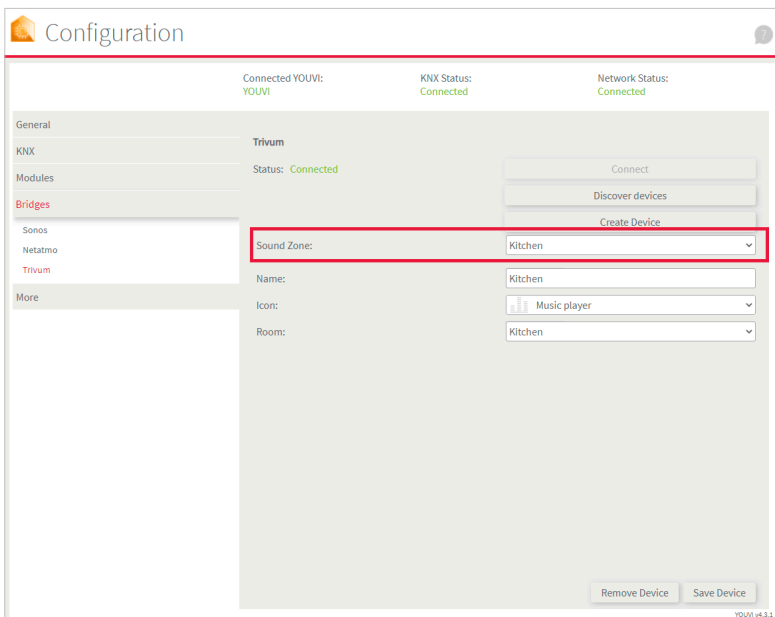 Configuration
?
Connected YOUVI: KNX Status: Network Status:
YOUVI Connected Connected
General
KNX
Modules
Bridges
Sonos
Netatmo
Trivum
More
Trivum
Status: Connected Connect
Discover devices
Create Device
Sound Zone: Kitchen
Name: Kitchen
Icon: Music player
Room: Kitchen
Remove Device Save Device
YOUVI v4.3.1